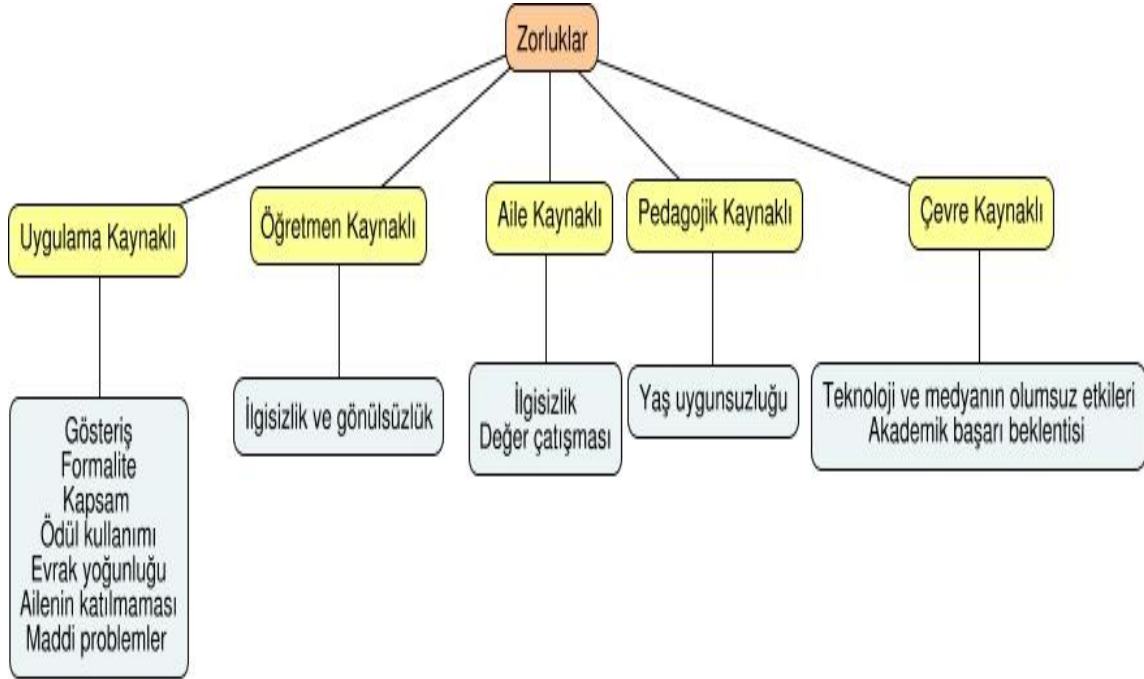 Zorluklar
Uygulama Kaynaklı
Öğretmen Kaynaklı
Aile Kaynaklı
Pedagojik Kaynaklı
Çevre Kaynaklı
Gösteriş
Formalite
Kapsam
Ödül kullanımı
Evrak yoğunluğu
Ailenin katılmaması
Maddi problemler
İlgisizlik ve gönülsüzlük
İlgisizlik
Değer çatışması
Yaş uygunsuzluğu
Teknoloji ve medyanın olumsuz etkileri
Akademik başarı beklentisi